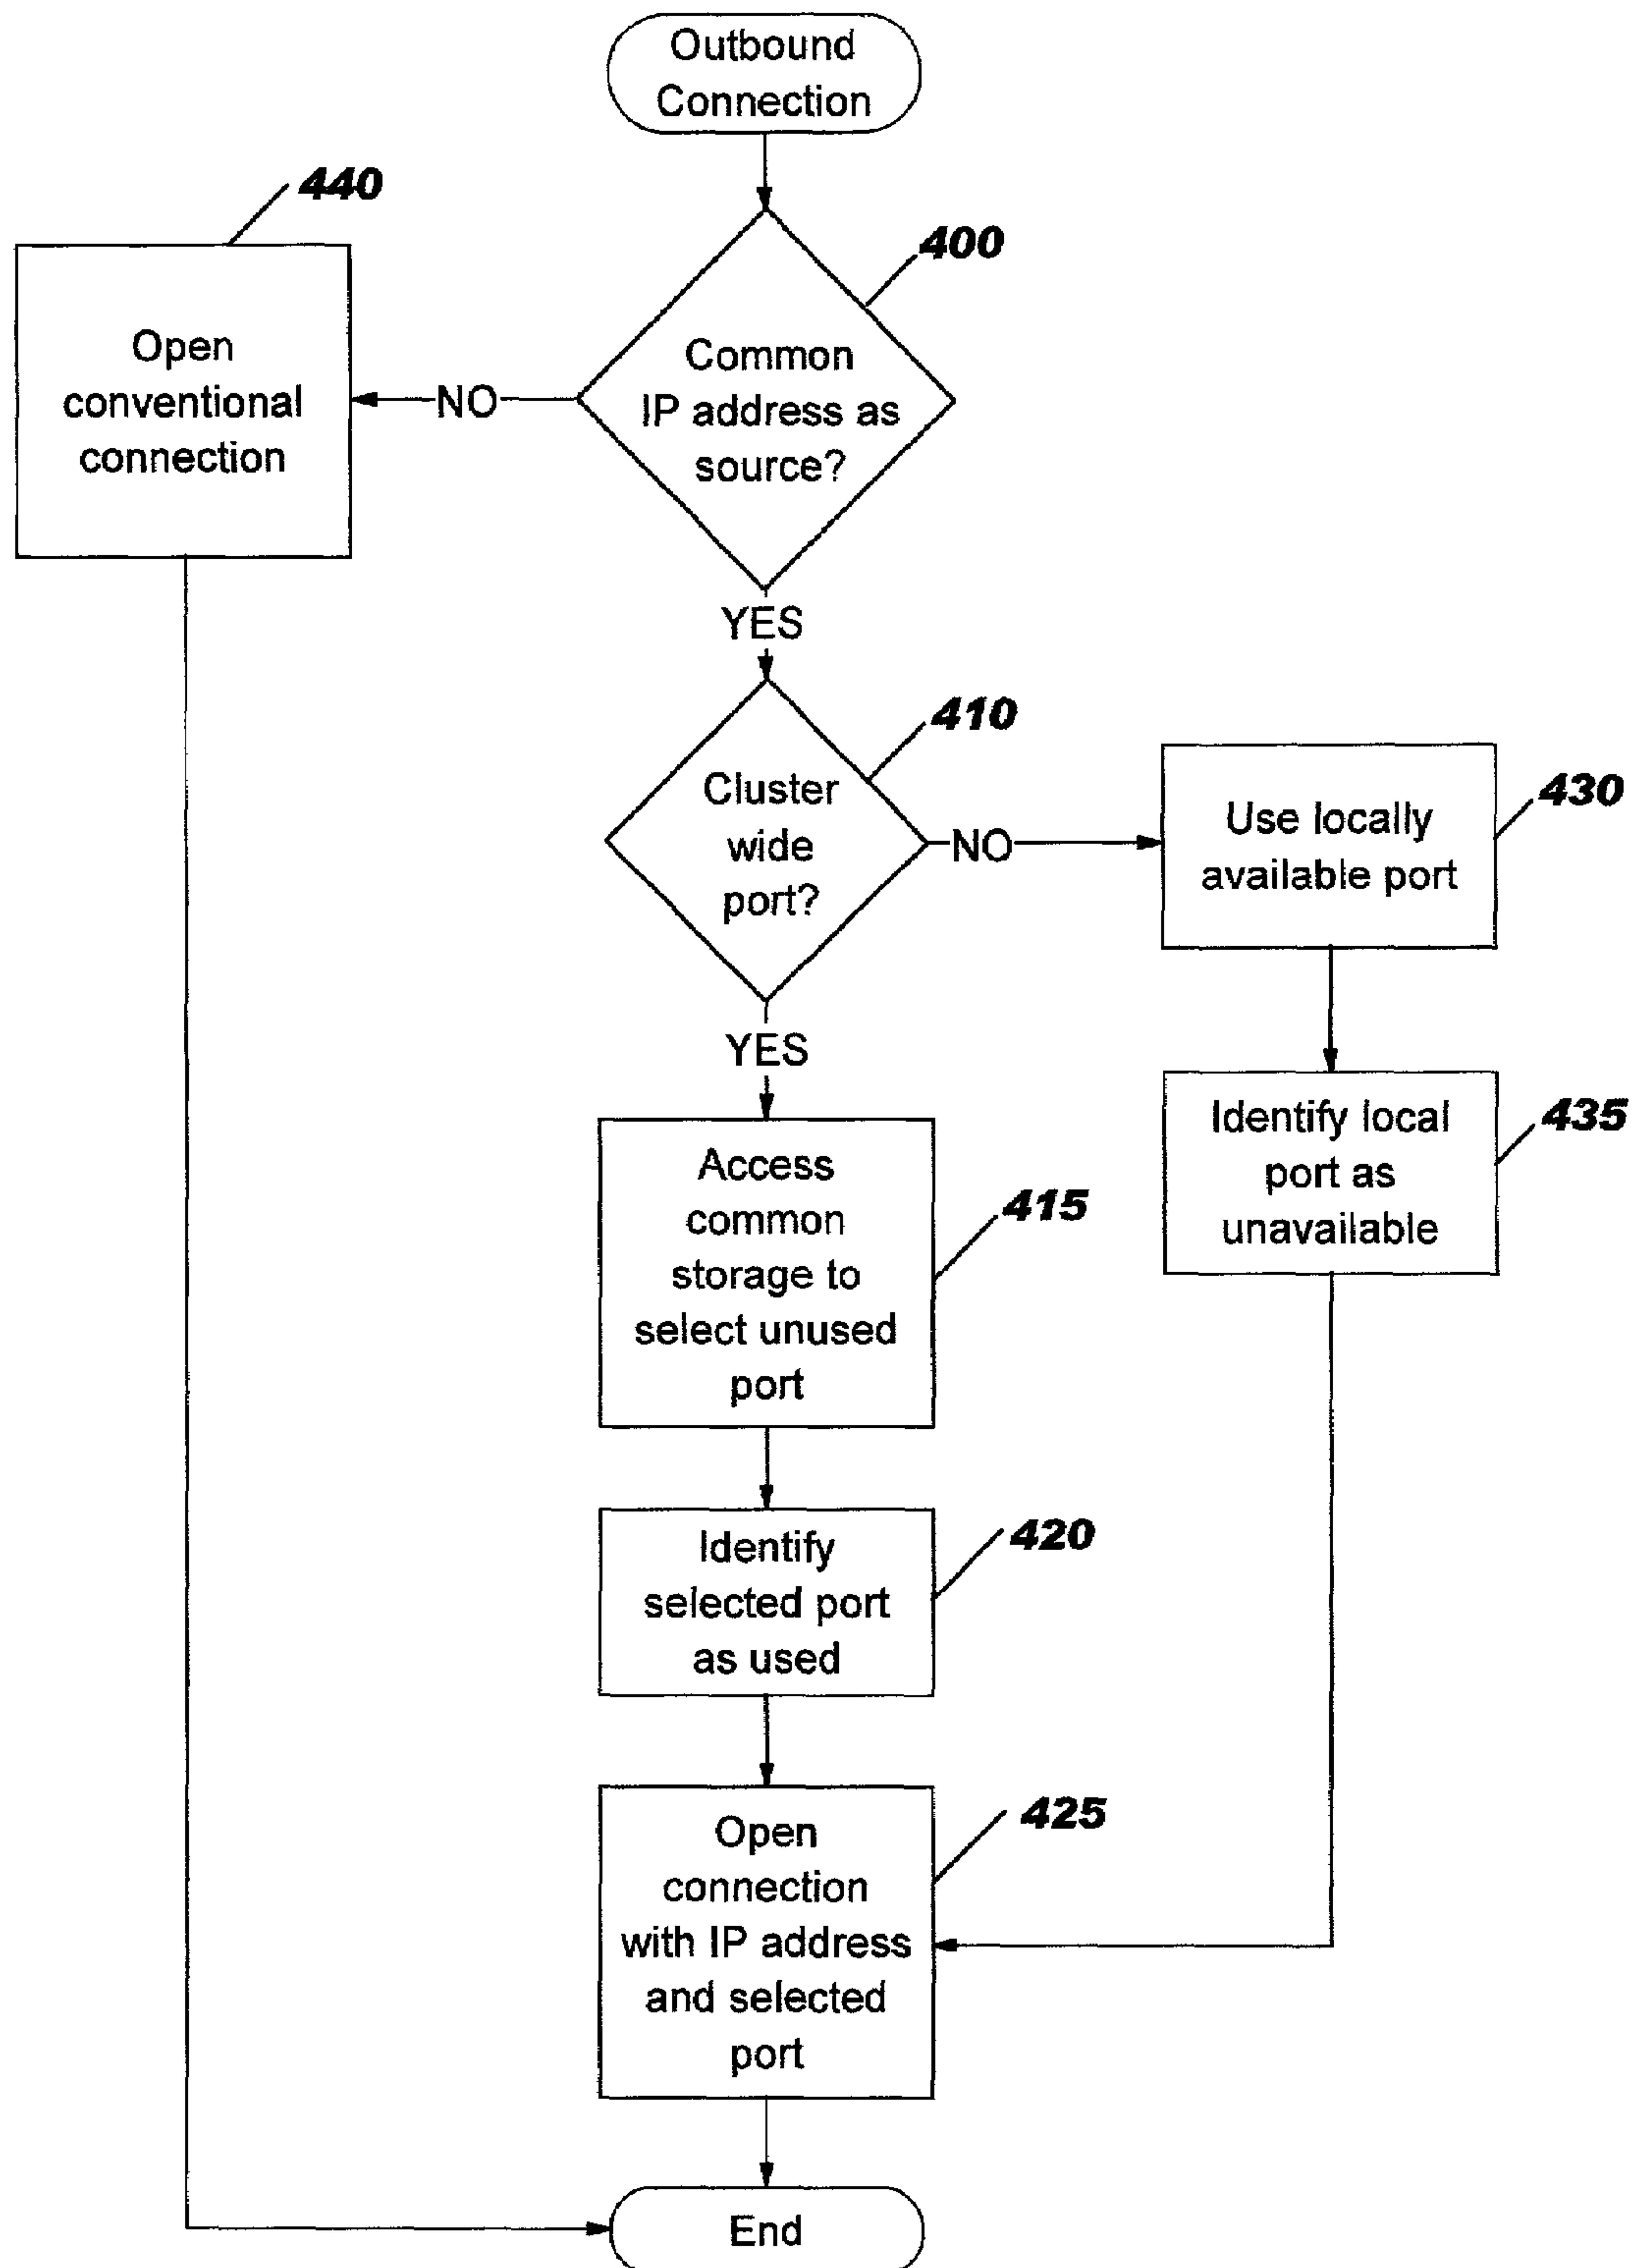 Outbound
Connection
440
400
Open
conventional
connection
NO
Common
IP address as
source?
YES
410
Cluster
wide
port?
NO
Use locally
available port
430
YES
Identify local
port as
unavailable
435
Access
common
storage to
select unused
port
415
Identify
selected port
as used
420
Open
connection
with IP address
and selected
port
425
End